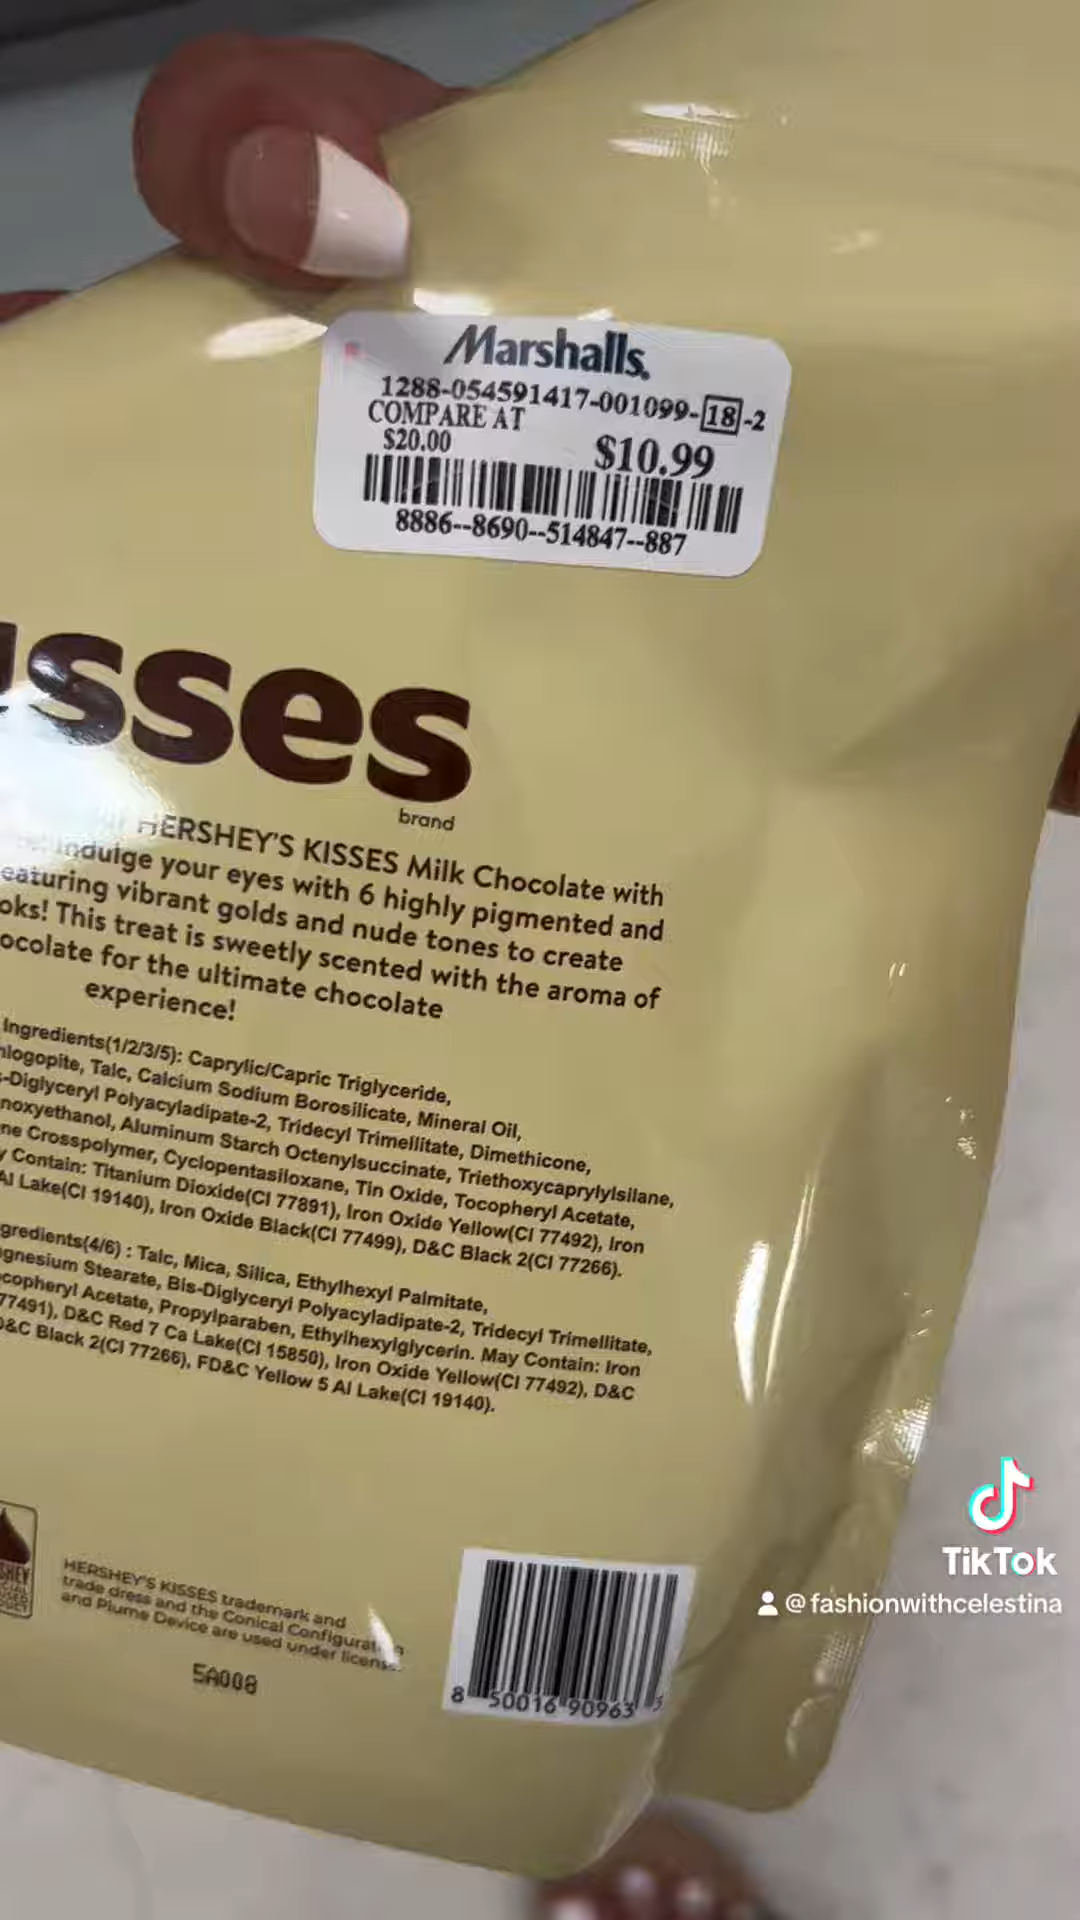 Marshalls.
1288-054591417-001099-18-2
COMPARE AT
$20.00 $10.99
8886--8690--514847--887
sses
brand
HERSHEY'S KISSES Milk Chocolate with
indulge your eyes with 6 highly pigmented and
eaturing vibrant golds and nude tones to create
oks! This treat is sweetly scented with the aroma of
ocolate for the ultimate chocolate
experience!
Ingredients(1/2/3/5): Caprylic/Capric Triglyceride,
hlogopite, Talc, Calcium Sodium Borosilicate, Mineral Oil,
s-Diglyceryl Polyacyladipate-2, Tridecyl Trimellitate, Dimethicone,
noxyethanol, Aluminum Starch Octenylsuccinate, Triethoxycaprylylsilane,
ne Crosspolymer, Cyclopentasiloxane, Tin Oxide, Tocopheryl Acetate,
y Contain: Titanium Dioxide(CI 77891), Iron Oxide Yellow(CI 77492), Iron
Al Lake(CI 19140), Iron Oxide Black(CI 77499), D&C Black 2(CI 77266).
gredients(4/6) : Talc, Mica, Silica, Ethylhexyl Palmitate,
gnesium Stearate, Bis-Diglyceryl Polyacyladipate-2, Tridecyl Trimellitate,
copheryl Acetate, Propylparaben, Ethylhexylglycerin. May Contain: Iron
77491), D&C Red 7 Ca Lake(CI 15850), Iron Oxide Yellow(CI 77492), D&C
D&C Black 2(CI 77266), FD&C Yellow 5 Al Lake(CI 19140).
HERSHEY'S KISSES trademark and
trade dress and the Conical Configuration
and Plume Device are used under license.
5A008
8 50016 90963 3
TikTok
@fashionwithcelestina